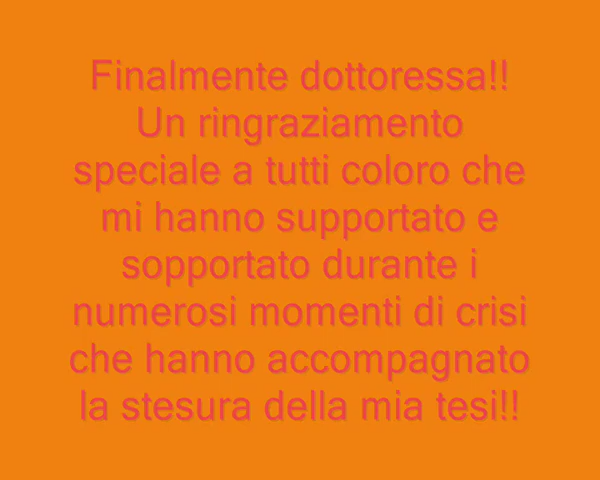 Finalmente dottoressa!!
Un ringraziamento
speciale a tutti coloro che
mi hanno supportato e
sopportato durante i
numerosi momenti di crisi
che hanno accompagnato
la stesura della mia tesi!!